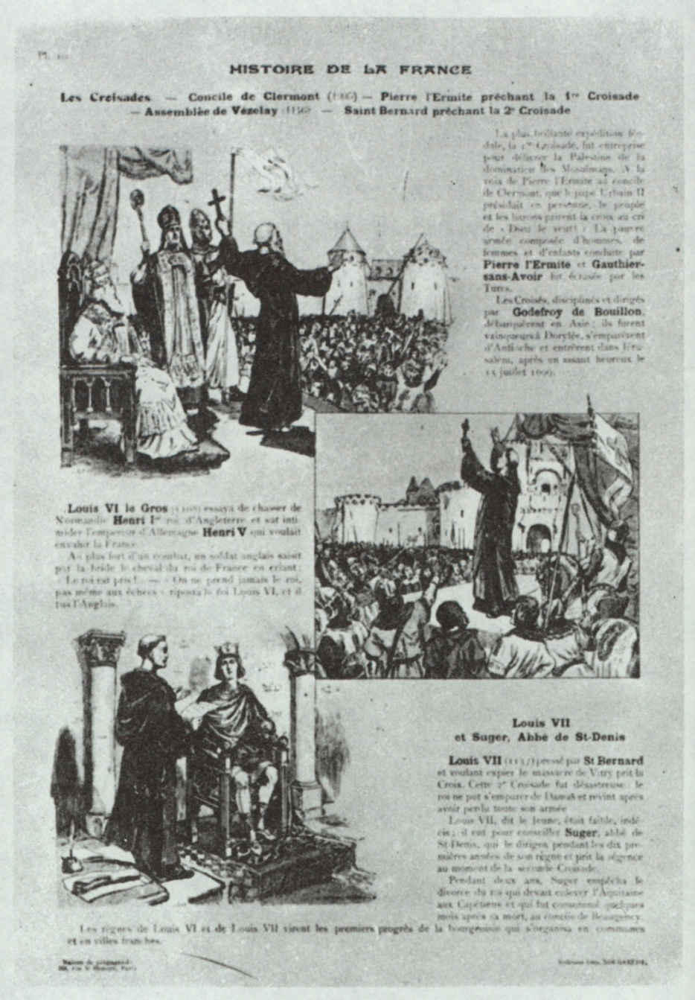 HISTOIRE DE LA FRANCE
Les Croisades — Concile de Clermont — Pierre l'Ermite prêchant la 1re Croisade
— Assemblée de Vézelay — Saint Bernard prêchant la 2e Croisade
La plus brillante expédition féo-
dale, la 1re Croisade, fut entreprise
pour délivrer la Palestine de la
domination des Musulmans. A la
voix de Pierre l'Ermite au concile
de Clermont, que le pape Urbain II
présidait en personne, le peuple
et les barons prirent la croix au cri
de « Dieu le veut! » La pauvre
armée composée d'hommes, de
femmes et d'enfants conduite par
Pierre l'Ermite et Gauthier-
sans-Avoir fut écrasée par les
Turcs.
Les Croisés, disciplinés et dirigés
par Godefroy de Bouillon,
débarquèrent en Asie; ils furent
vainqueurs à Dorylée, s'emparèrent
d'Antioche et entrèrent dans Jéru-
salem, après un assaut heureux le
15 juillet 1099.
Louis VI le Gros essaya de chasser de
Normandie Henri Ier roi d'Angleterre et sut inti-
mider l'empereur d'Allemagne Henri V qui voulait
envahir la France.
Au plus fort d'un combat, un soldat anglais saisit
par la bride le cheval du roi de France en criant:
« Le roi est pris! — « On ne prend jamais le roi,
pas même aux échecs » riposta le roi Louis VI, et il
tua l'Anglais.
Louis VII
et Suger, Abbé de St-Denis
Louis VII (1137) pressé par St Bernard
et voulant expier le massacre de Vitry prit la
Croix. Cette 2e Croisade fut désastreuse: le
roi ne put s'emparer de Damas et revint après
avoir perdu toute son armée.
Louis VII, dit le Jeune, était faible, indé-
cis; il eut pour conseiller Suger, abbé de
St-Denis, qui le dirigea pendant les dix pre-
mières années de son règne et prit la régence
au moment de la seconde Croisade.
Pendant deux ans, Suger empêcha le
divorce du roi qui devait enlever l'Aquitaine
aux Capétiens et qui fut consommé quelques
mois après sa mort, au concile de Beaugency.
Les règnes de Louis VI et de Louis VII virent les premiers progrès de la bourgeoisie qui s'organisa en communes
et en villes franches.